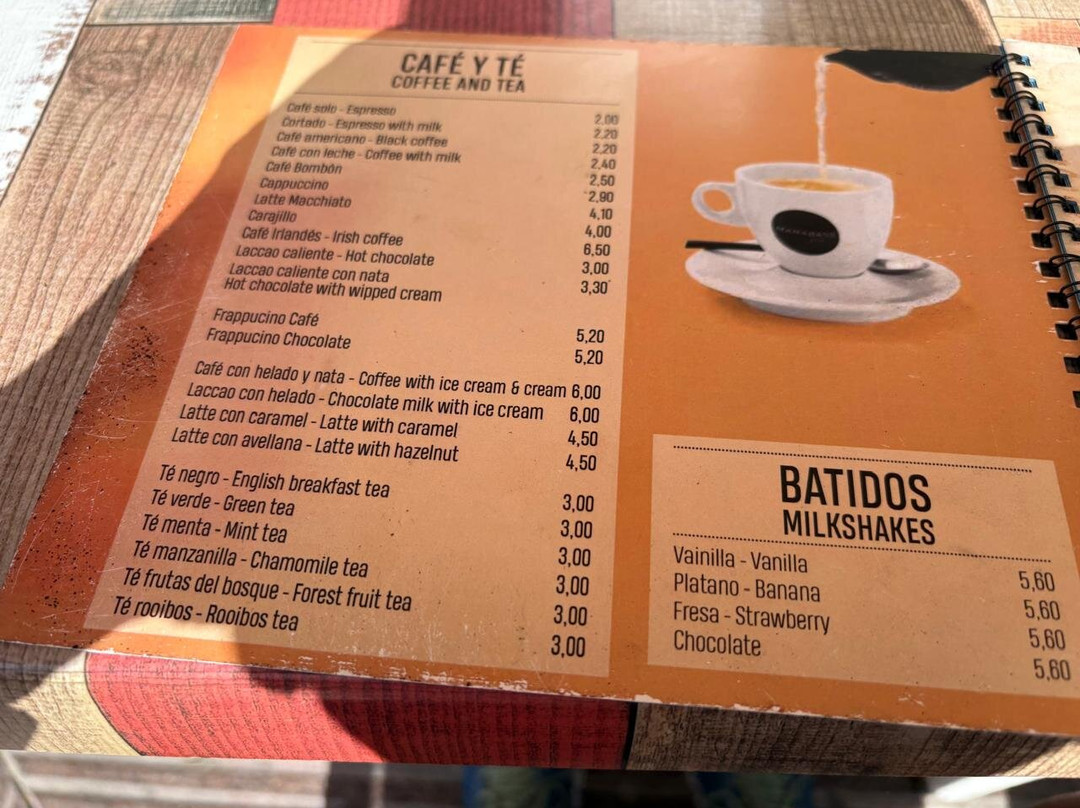 CAFÉ Y TÉ
COFFEE AND TEA
Café solo - Espresso 2,00
Cortado - Espresso with milk 2,20
Café americano - Black coffee 2,20
Café con leche - Coffee with milk 2,40
Café Bombón 2,50
Cappuccino 2,90
Latte Macchiato 4,10
Carajillo 4,00
Café Irlandés - Irish coffee 6,50
Laccao caliente - Hot chocolate 3,00
Laccao caliente con nata
Hot chocolate with wipped cream 3,30
Frappucino Café 5,20
Frappucino Chocolate 5,20
Café con helado y nata - Coffee with ice cream & cream 6,00
Laccao con helado - Chocolate milk with ice cream 6,00
Latte con caramel - Latte with caramel 4,50
Latte con avellana - Latte with hazelnut 4,50
Té negro - English breakfast tea 3,00
Té verde - Green tea 3,00
Té menta - Mint tea 3,00
Té manzanilla - Chamomile tea 3,00
Té frutas del bosque - Forest fruit tea 3,00
Té rooibos - Rooibos tea 3,00
BATIDOS
MILKSHAKES
Vainilla - Vanilla 5,60
Platano - Banana 5,60
Fresa - Strawberry 5,60
Chocolate 5,60